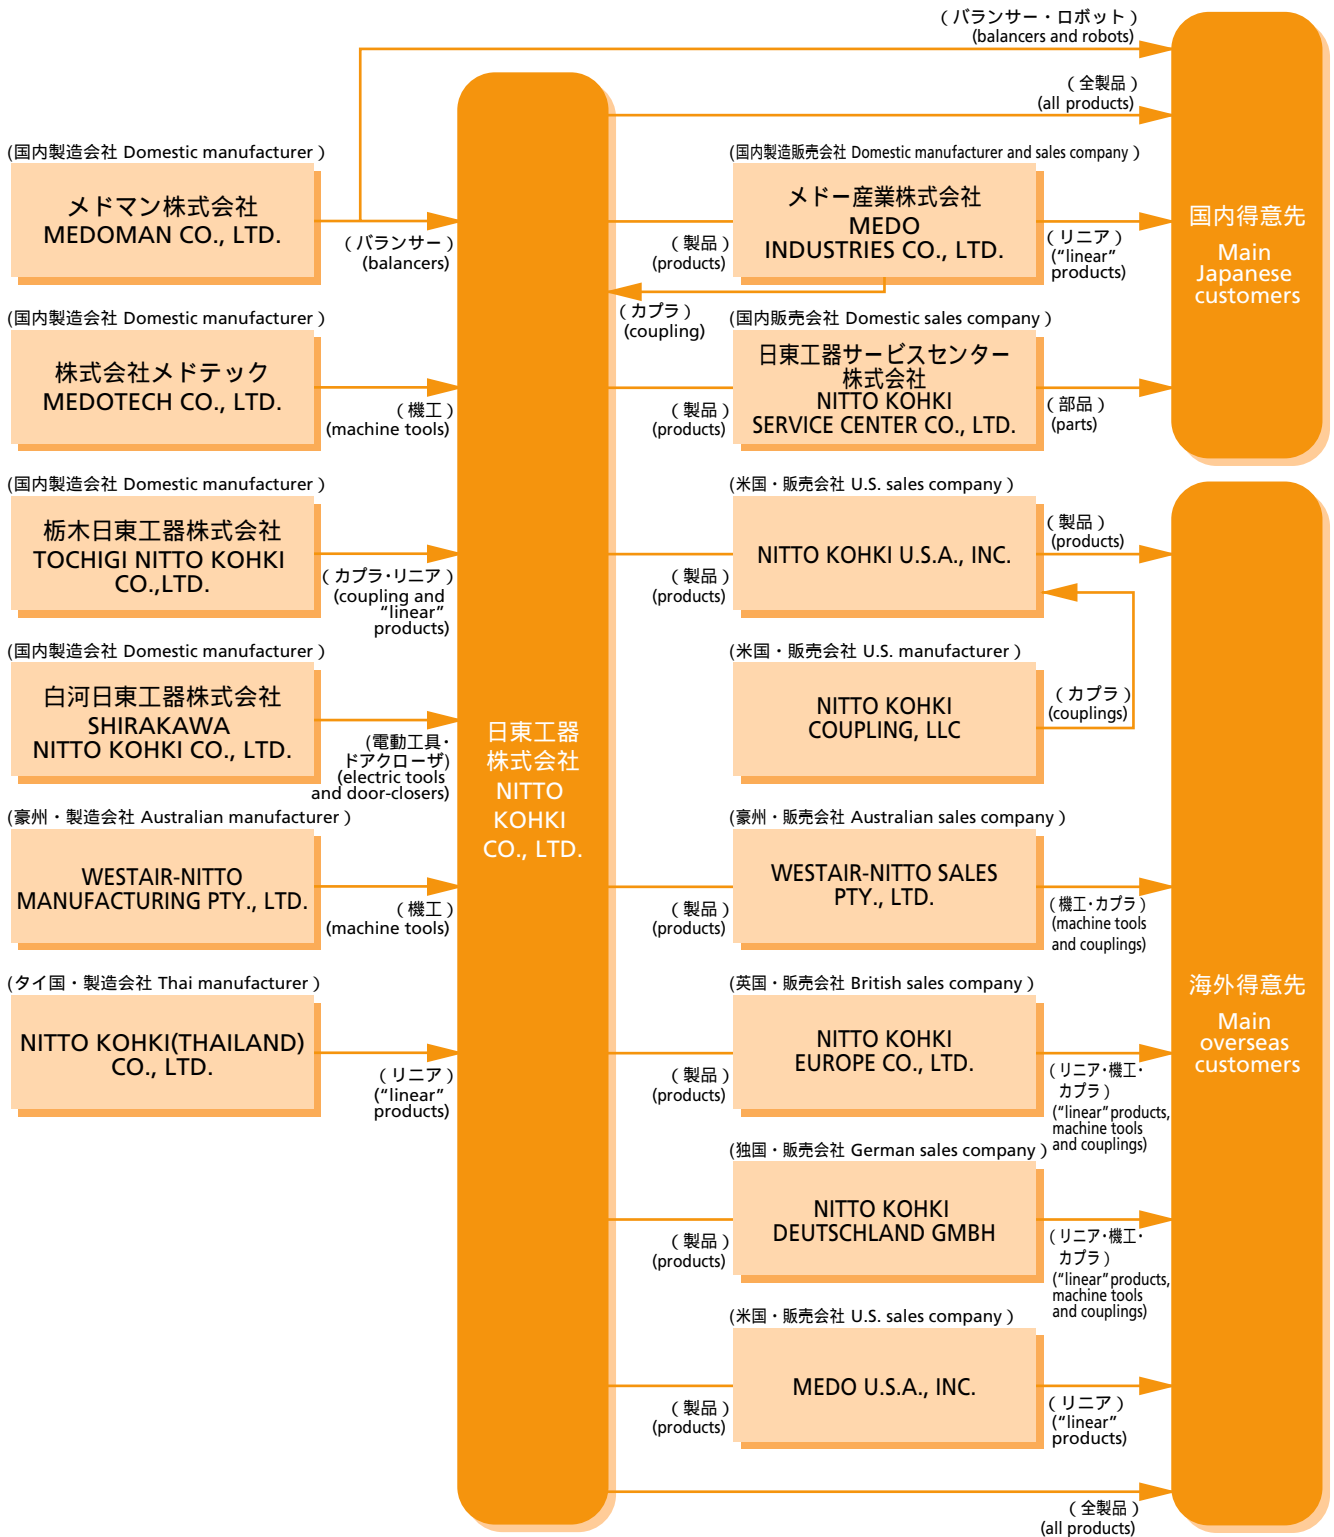 （バランサー・ロボット）
(balancers and robots)
（全製品）
(all products)
(国内製造会社 Domestic manufacturer）
メドマン株式会社
MEDOMAN CO., LTD.
（バランサー）
(balancers)
(国内製造会社 Domestic manufacturer）
株式会社メドテック
MEDOTECH CO., LTD.
（機工）
(machine tools)
(国内製造会社 Domestic manufacturer）
栃木日東工器株式会社
TOCHIGI NITTO KOHKI
CO.,LTD.
（カプラ・リニア）
(coupling and
“linear”
products)
(国内製造会社 Domestic manufacturer）
白河日東工器株式会社
SHIRAKAWA
NITTO KOHKI CO., LTD.
(電動工具・
ドアクローザ)
(electric tools
and door-closers)
(豪州・製造会社 Australian manufacturer）
WESTAIR-NITTO
MANUFACTURING PTY., LTD.
（機工）
(machine tools)
(タイ国・製造会社 Thai manufacturer）
NITTO KOHKI(THAILAND)
CO., LTD.
（リニア）
(“linear”
products)
日東工器
株式会社
NITTO
KOHKI
CO., LTD.
(国内製造販売会社 Domestic manufacturer and sales company）
メドー産業株式会社
MEDO
INDUSTRIES CO., LTD.
（製品）
(products)
（リニア）
(“linear”
products)
（カプラ）
(coupling)
(国内販売会社 Domestic sales company）
日東工器サービスセンター
株式会社
NITTO KOHKI
SERVICE CENTER CO., LTD.
（製品）
(products)
（部品）
(parts)
(米国・販売会社 U.S. sales company）
NITTO KOHKI U.S.A., INC.
（製品）
(products)
（製品）
(products)
(米国・販売会社 U.S. manufacturer）
NITTO KOHKI
COUPLING, LLC
（カプラ）
(couplings)
(豪州・販売会社 Australian sales company）
WESTAIR-NITTO SALES
PTY., LTD.
（製品）
(products)
（機工・カプラ）
(machine tools
and couplings)
(英国・販売会社 British sales company）
NITTO KOHKI
EUROPE CO., LTD.
（製品）
(products)
（リニア・機工・
カプラ）
(“linear” products,
machine tools
and couplings)
(独国・販売会社 German sales company）
NITTO KOHKI
DEUTSCHLAND GMBH
（製品）
(products)
（リニア・機工・
カプラ）
(“linear” products,
machine tools
and couplings)
(米国・販売会社 U.S. sales company）
MEDO U.S.A., INC.
（製品）
(products)
（リニア）
(“linear”
products)
（全製品）
(all products)
国内得意先
Main
Japanese
customers
海外得意先
Main
overseas
customers